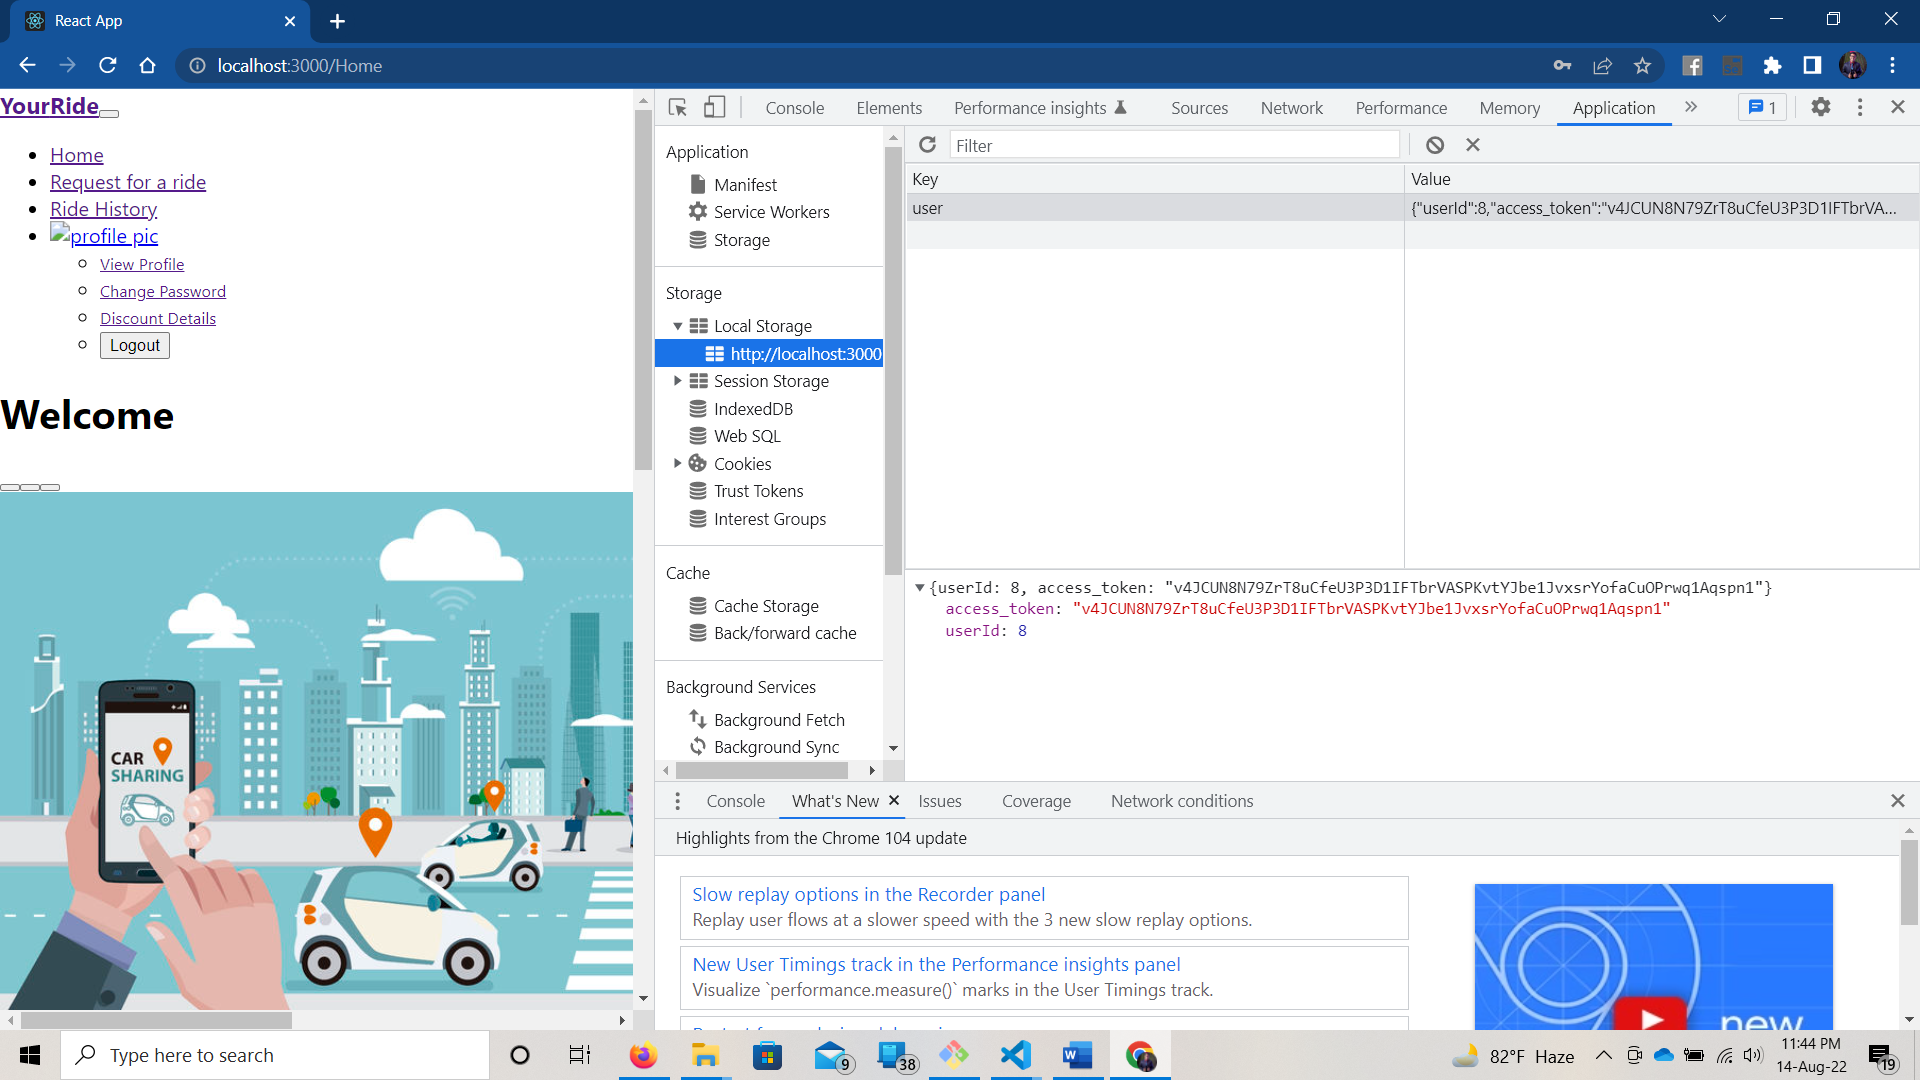 React App
localhost:3000/Home
YourRide
Home
Request for a ride
Ride History
profile pic
View Profile
Change Password
Discount Details
Logout
Welcome
CAR
SHARING
Console Elements Performance insights Sources Network Performance Memory Application 1
Application
Manifest
Service Workers
Storage
Storage
Local Storage
http://localhost:3000
Session Storage
IndexedDB
Web SQL
Cookies
Trust Tokens
Interest Groups
Cache
Cache Storage
Back/forward cache
Background Services
Background Fetch
Background Sync
Filter
Key Value
user {"userId":8,"access_token":"v4JCUN8N79ZrT8uCfeU3P3D1IFTbrVA...
{userId: 8, access_token: "v4JCUN8N79ZrT8uCfeU3P3D1IFTbrVASPKvtYJbe1JvxsrYofaCuOPrwq1Aqspn1"}
access_token: "v4JCUN8N79ZrT8uCfeU3P3D1IFTbrVASPKvtYJbe1JvxsrYofaCuOPrwq1Aqspn1"
userId: 8
Console What's New Issues Coverage Network conditions
Highlights from the Chrome 104 update
Slow replay options in the Recorder panel
Replay user flows at a slower speed with the 3 new slow replay options.
New User Timings track in the Performance insights panel
Visualize `performance.measure()` marks in the User Timings track.
new
Type here to search
9
38
82°F Haze
11:44 PM
14-Aug-22
19